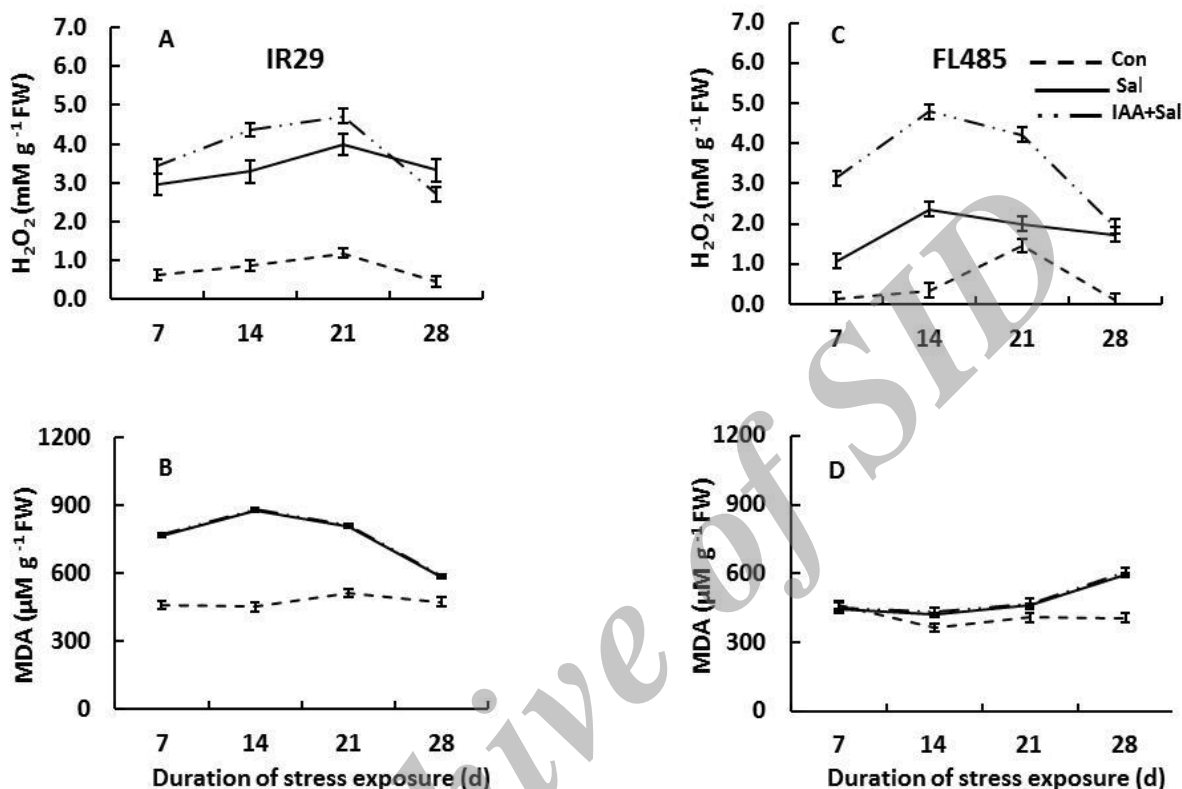 A
IR29
H₂O₂ (mM g⁻¹ FW)
7.0
6.0
5.0
4.0
3.0
2.0
1.0
0.0
7 14 21 28
C
FL485
Con
Sal
IAA+Sal
H₂O₂ (mM g⁻¹ FW)
7.0
6.0
5.0
4.0
3.0
2.0
1.0
0.0
7 14 21 28
B
MDA (µM g⁻¹ FW)
1200
900
600
300
0
7 14 21 28
Duration of stress exposure (d)
D
MDA (µM g⁻¹ FW)
1200
900
600
300
0
7 14 21 28
Duration of stress exposure (d)
hive of SID